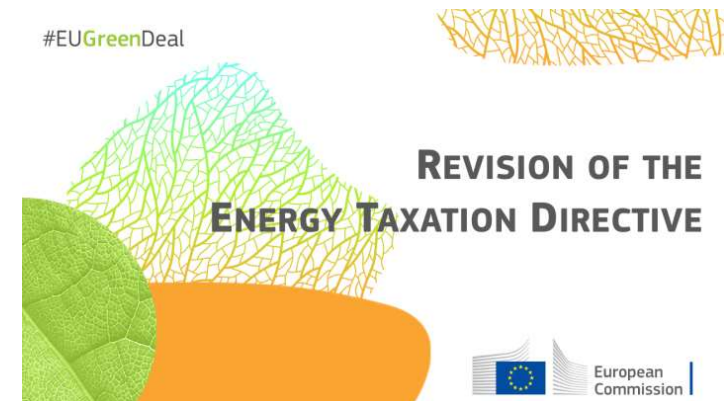 #EUGreenDeal
REVISION OF THE
ENERGY TAXATION DIRECTIVE
European
Commission